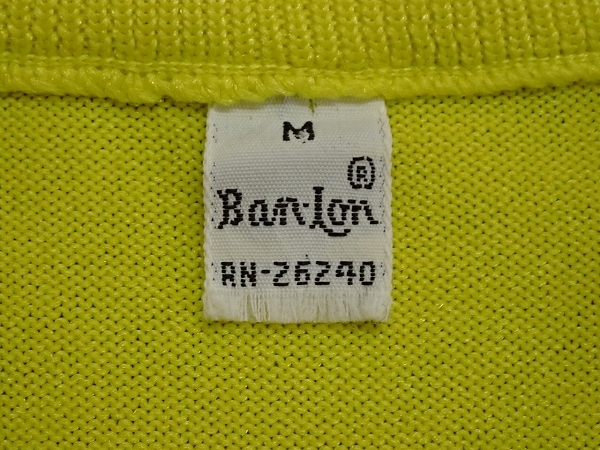 M
®
Ban-Lon
RN-26240